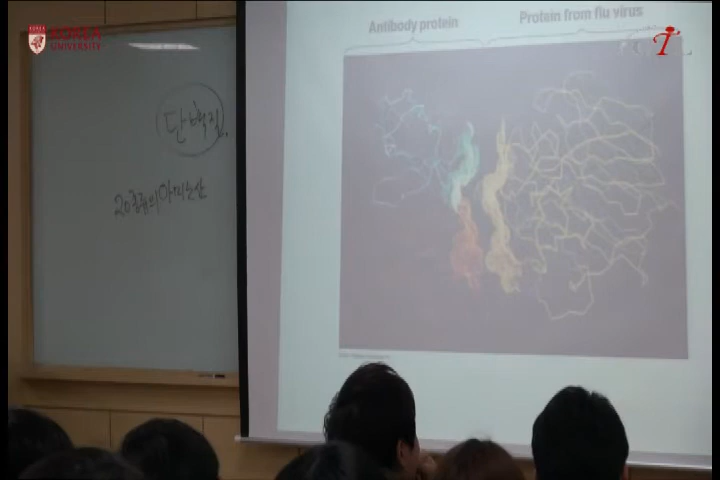 KOREA
UNIVERSITY
Antibody protein
Protein from flu virus
단백질.
20종류의 아미노산